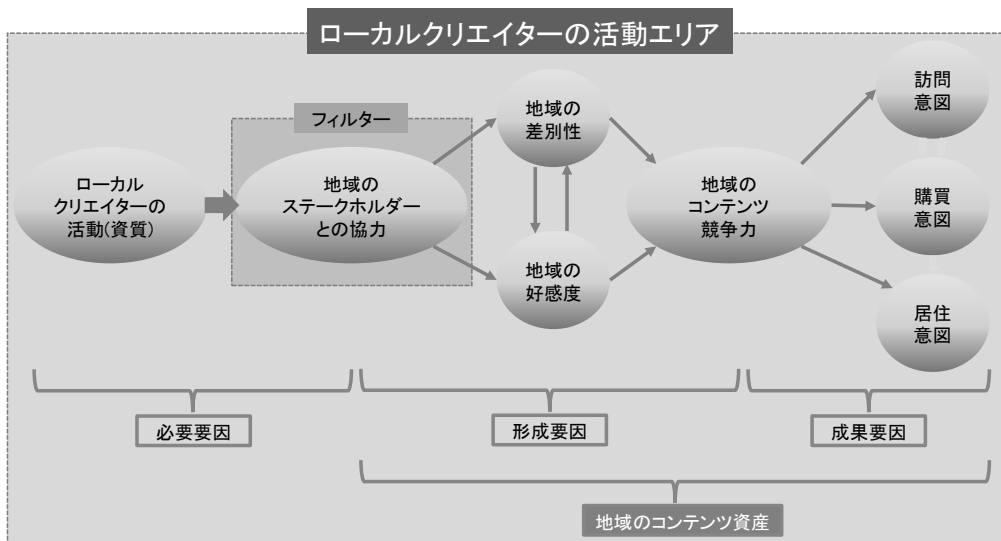 ローカルクリエイターの活動エリア
フィルター
ローカル
クリエイターの
活動(資質)
地域の
ステークホルダー
との協力
地域の
差別性
地域の
好感度
地域の
コンテンツ
競争力
訪問
意図
購買
意図
居住
意図
必要要因
形成要因
成果要因
地域のコンテンツ資産